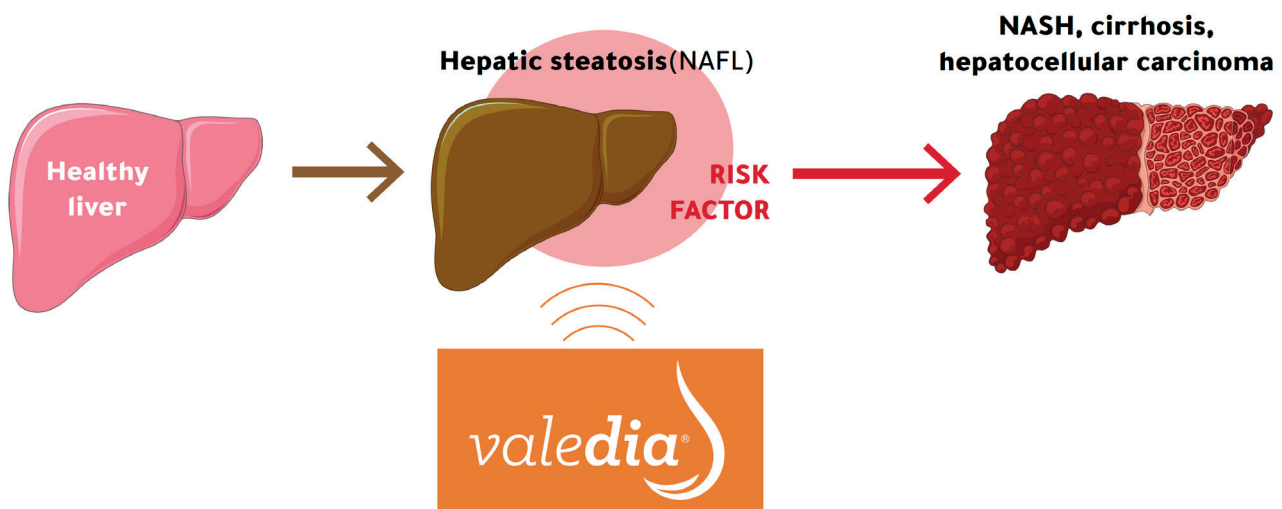 Healthy
liver
Hepatic steatosis(NAFL)
RISK
FACTOR
NASH, cirrhosis,
hepatocellular carcinoma
valedia®